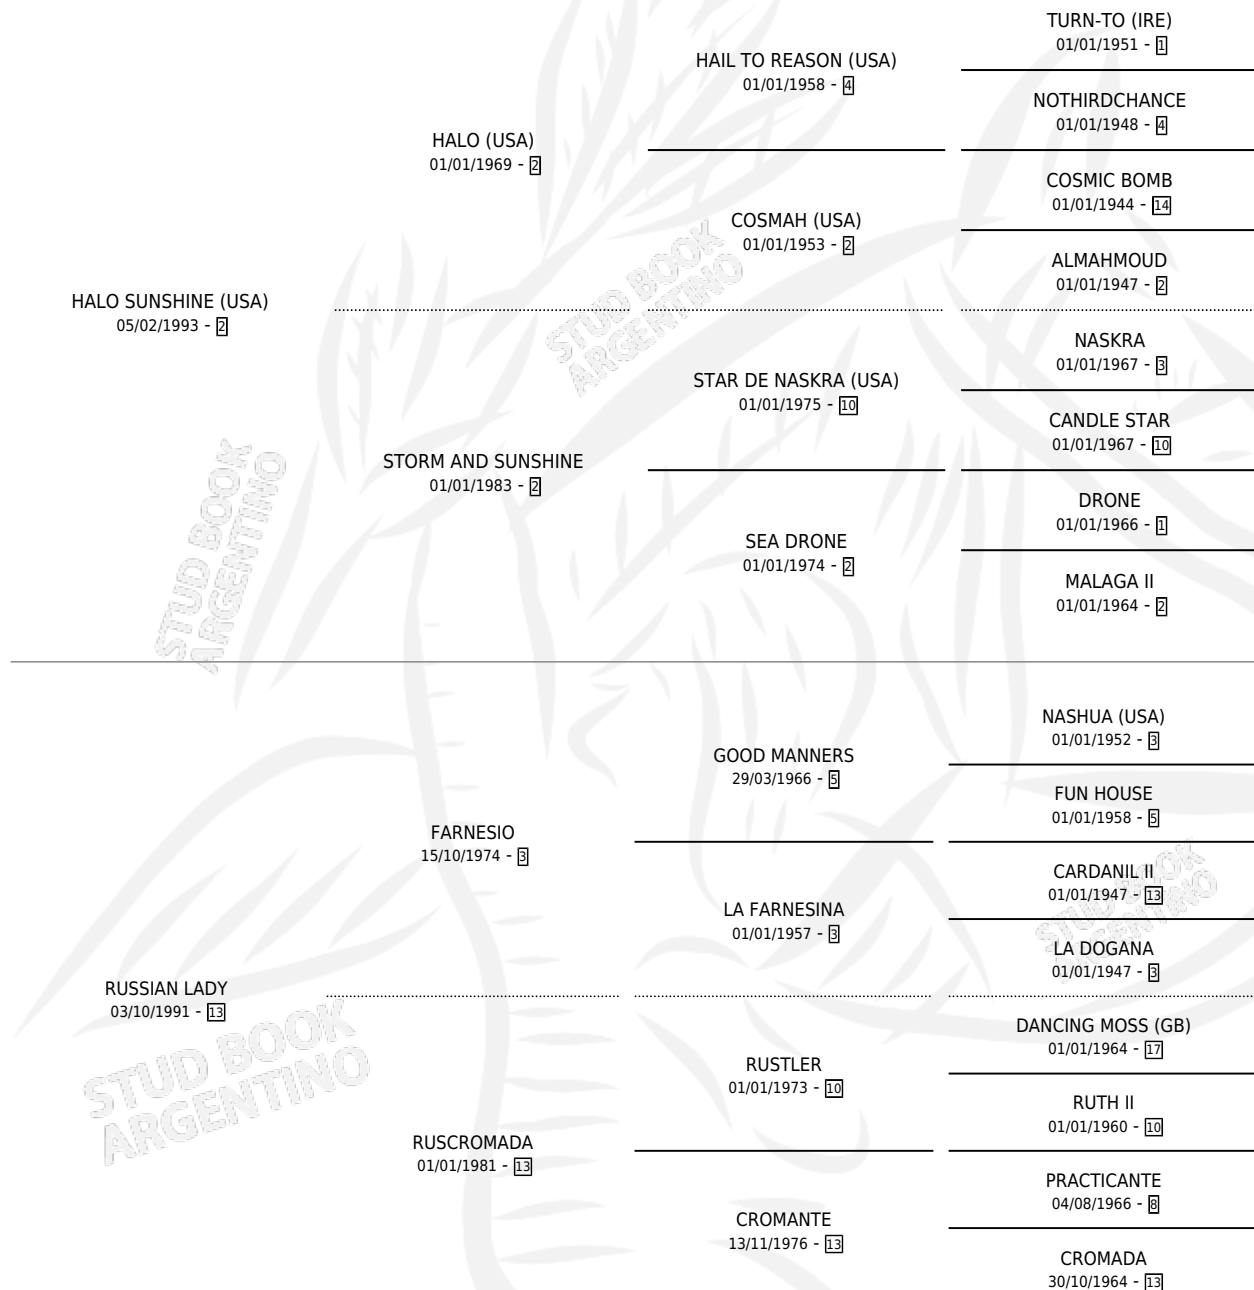 TURN-TO (IRE)
01/01/1951 - 1
HAIL TO REASON (USA)
01/01/1958 - 4
NOTHIRDCHANCE
01/01/1948 - 4
HALO (USA)
01/01/1969 - 2
COSMIC BOMB
01/01/1944 - 14
COSMAH (USA)
01/01/1953 - 2
ALMAHMOUD
01/01/1947 - 2
HALO SUNSHINE (USA)
05/02/1993 - 2
STUD BOOK
ARGENTINO
NASKRA
01/01/1967 - 3
STAR DE NASKRA (USA)
01/01/1975 - 10
CANDLE STAR
01/01/1967 - 10
STORM AND SUNSHINE
01/01/1983 - 2
DRONE
01/01/1966 - 1
SEA DRONE
01/01/1974 - 2
MALAGA II
01/01/1964 - 2
STUD BOOK
ARGENTINO
NASHUA (USA)
01/01/1952 - 3
GOOD MANNERS
29/03/1966 - 5
FUN HOUSE
01/01/1958 - 5
FARNESIO
15/10/1974 - 3
CARDANIL II
01/01/1947 - 13
LA FARNESINA
01/01/1957 - 3
LA DOGANA
01/01/1947 - 3
STUD BOOK
ARGENTINO
RUSSIAN LADY
03/10/1991 - 13
DANCING MOSS (GB)
01/01/1964 - 17
RUSTLER
01/01/1973 - 10
RUTH II
01/01/1960 - 10
STUD BOOK
ARGENTINO
RUSCROMADA
01/01/1981 - 13
PRACTICANTE
04/08/1966 - 8
CROMANTE
13/11/1976 - 13
CROMADA
30/10/1964 - 13